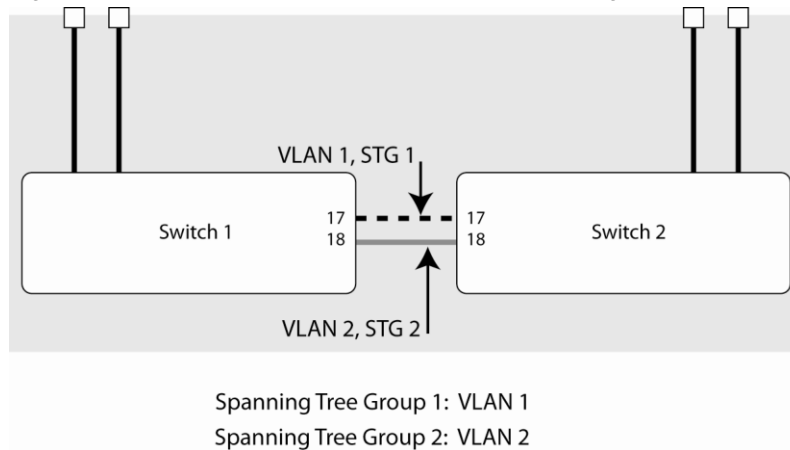 VLAN 1, STG 1
Switch 1
17
17
18
18
Switch 2
VLAN 2, STG 2
Spanning Tree Group 1: VLAN 1
Spanning Tree Group 2: VLAN 2